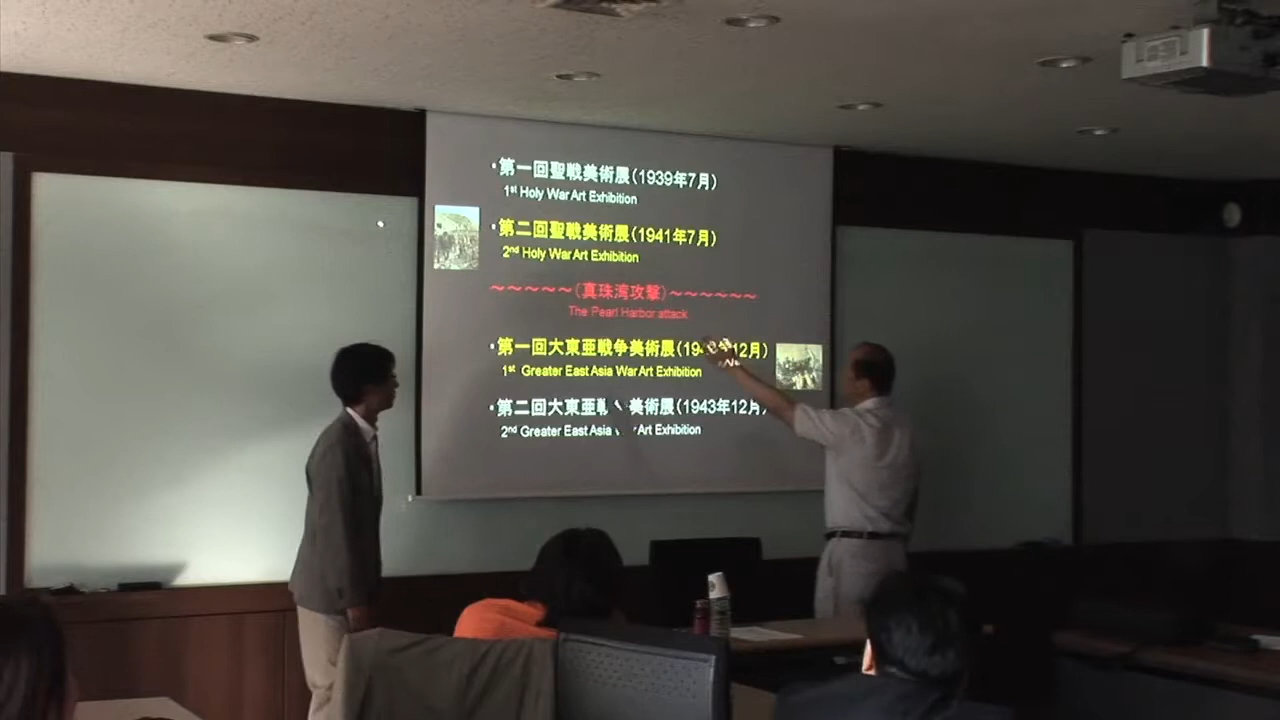 ・第一回聖戦美術展(1939年7月)
1st Holy War Art Exhibition
・第二回聖戦美術展(1941年7月)
2nd Holy War Art Exhibition
~~~~~(真珠湾攻撃)~~~~~~
The Pearl Harbor attack
・第一回大東亜戦争美術展(19 年12月)
1st Greater East Asia War Art Exhibition
・第二回大東亜 美術展(1943年12月)
2nd Greater East Asia Art Exhibition